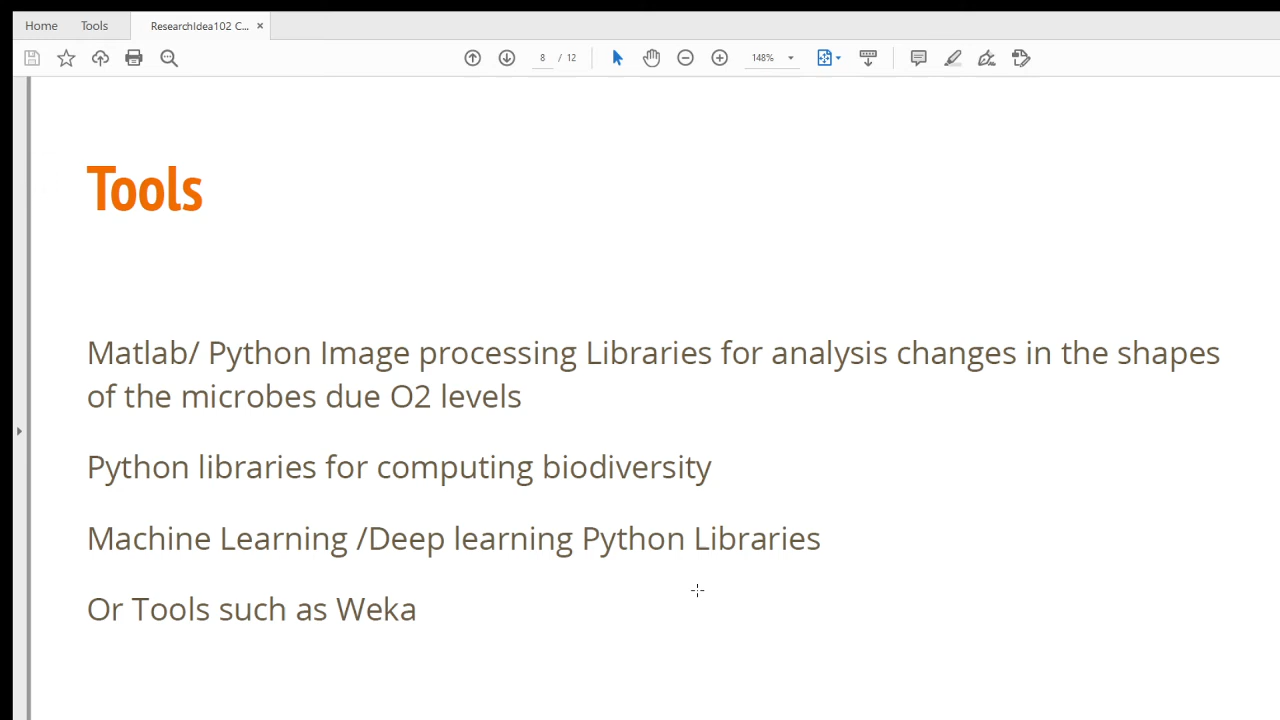 Home Tools ResearchIdea102 C... ×
8 / 12 148%
Tools
Matlab/ Python Image processing Libraries for analysis changes in the shapes
of the microbes due O2 levels
Python libraries for computing biodiversity
Machine Learning /Deep learning Python Libraries
Or Tools such as Weka